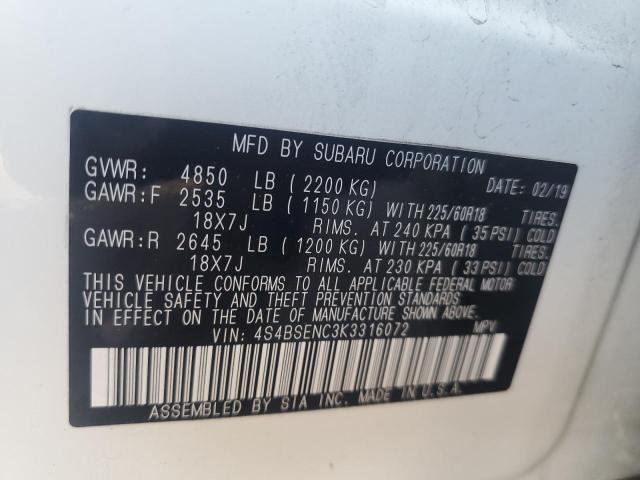 MFD BY SUBARU CORPORATION
GVWR: 4850 LB ( 2200 KG) DATE: 02/19
GAWR:F 2535 LB ( 1150 KG) WITH 225/60R18 TIRES.
18X7J RIMS. AT 240 KPA ( 35 PSI) COLD
GAWR:R 2645 LB ( 1200 KG) WITH 225/60R18 TIRES.
18X7J RIMS. AT 230 KPA ( 33 PSI) COLD
THIS VEHICLE CONFORMS TO ALL APPLICABLE FEDERAL MOTOR
VEHICLE SAFETY AND THEFT PREVENTION STANDARDS
IN EFFECT ON THE DATE OF MANUFACTURE SHOWN ABOVE.
VIN: 4S4BSENC3K3316072 MPV
ASSEMBLED BY SIA INC. MADE IN U.S.A.